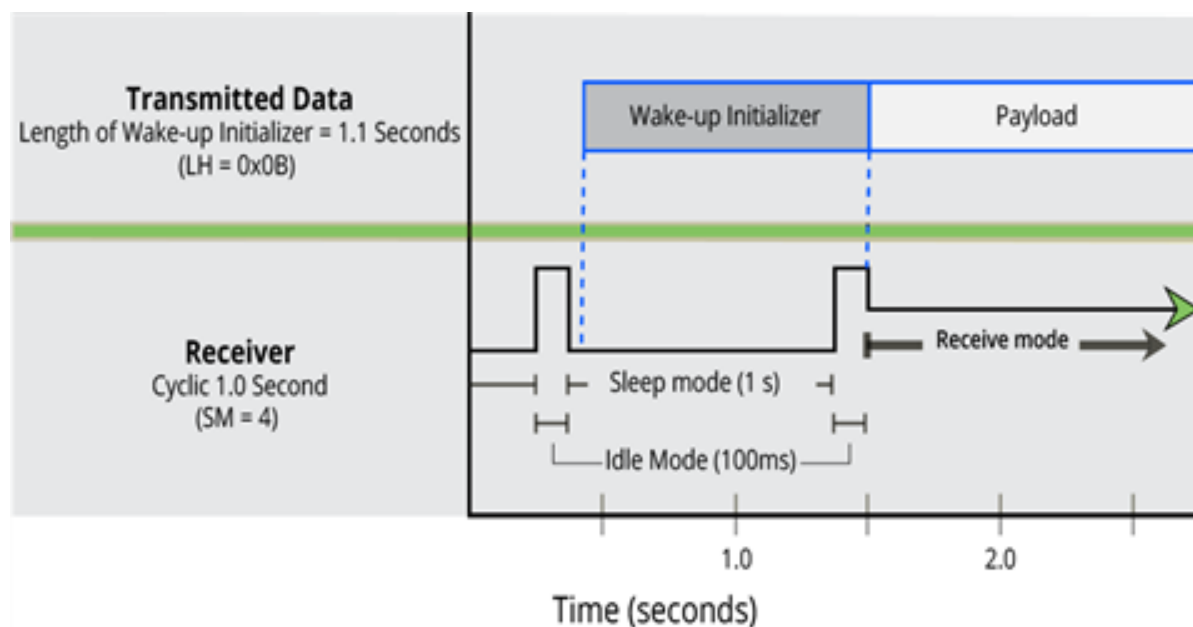 Transmitted Data
Length of Wake-up Initializer = 1.1 Seconds
(LH = 0x0B)
Wake-up Initializer
Payload
Receiver
Cyclic 1.0 Second
(SM = 4)
Receive mode
Sleep mode (1 s)
Idle Mode (100ms)
1.0
2.0
Time (seconds)